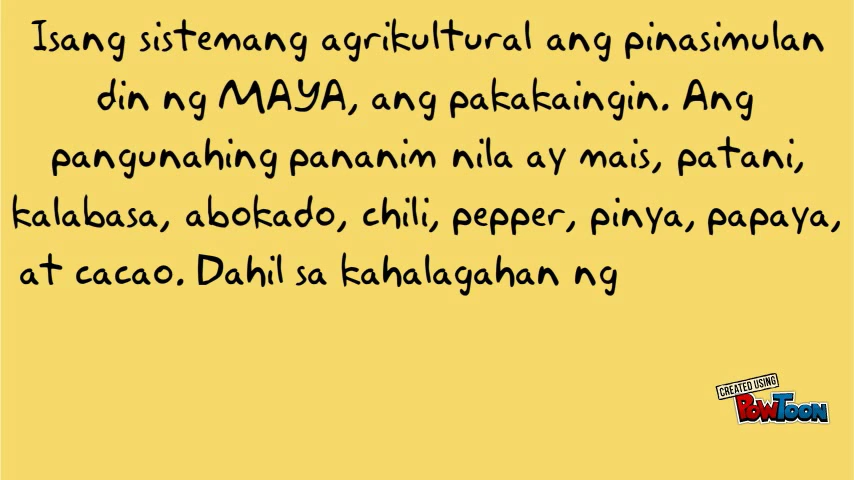 Isang sistemang agrikultural ang pinasimulan
din ng MAYA, ang pakakaingin. Ang
pangunahing pananim nila ay mais, patani,
kalabasa, abokado, chili, pepper, pinya, papaya,
at cacao. Dahil sa kahalagahan ng
CREATED USING
POWTOON